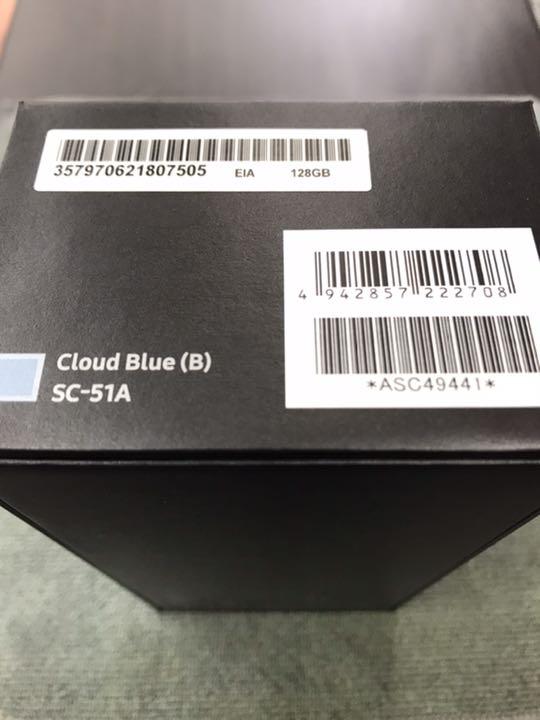 357970621807505 EIA 128GB
4 942857 222708
*ASC49441*
Cloud Blue (B)
SC-51A